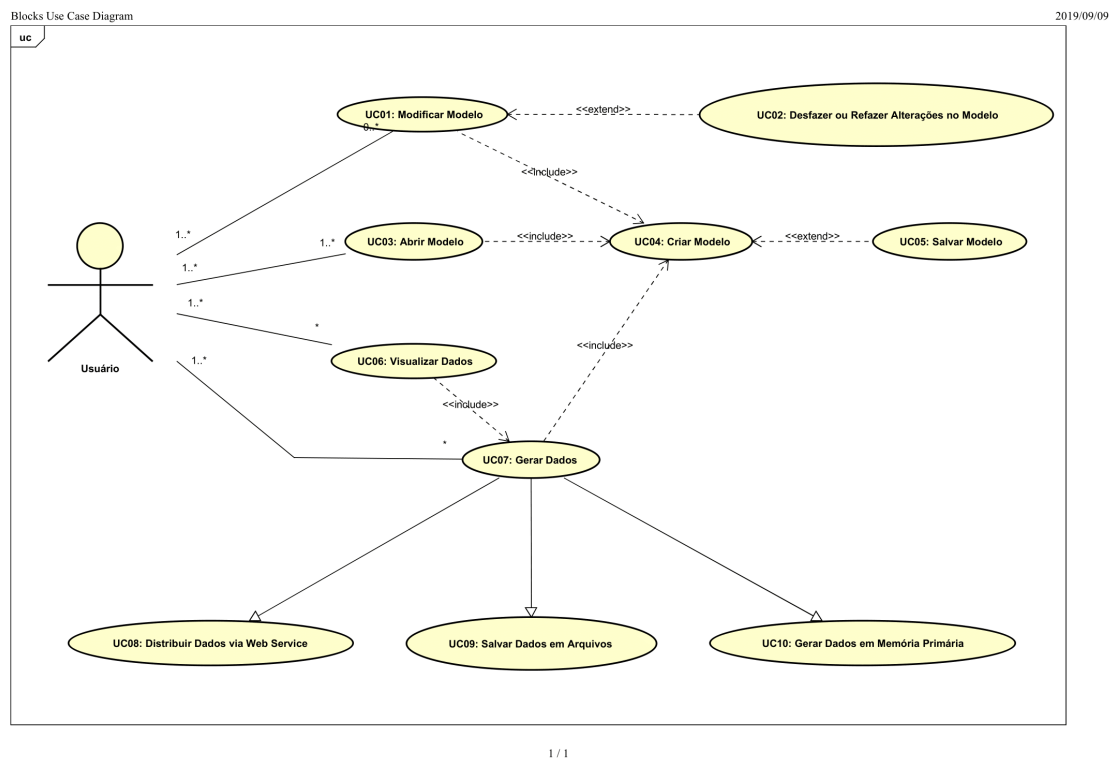 Blocks Use Case Diagram
2019/09/09
uc
UC01: Modificar Modelo
<<extend>>
UC02: Desfazer ou Refazer Alterações no Modelo
0..*
<<include>>
1..*
1..*
UC03: Abrir Modelo
<<include>>
UC04: Criar Modelo
<<extend>>
UC05: Salvar Modelo
1..*
1..*
*
<<include>>
1..*
UC06: Visualizar Dados
Usuário
<<include>>
*
UC07: Gerar Dados
UC08: Distribuir Dados via Web Service
UC09: Salvar Dados em Arquivos
UC10: Gerar Dados em Memória Primária
1 / 1